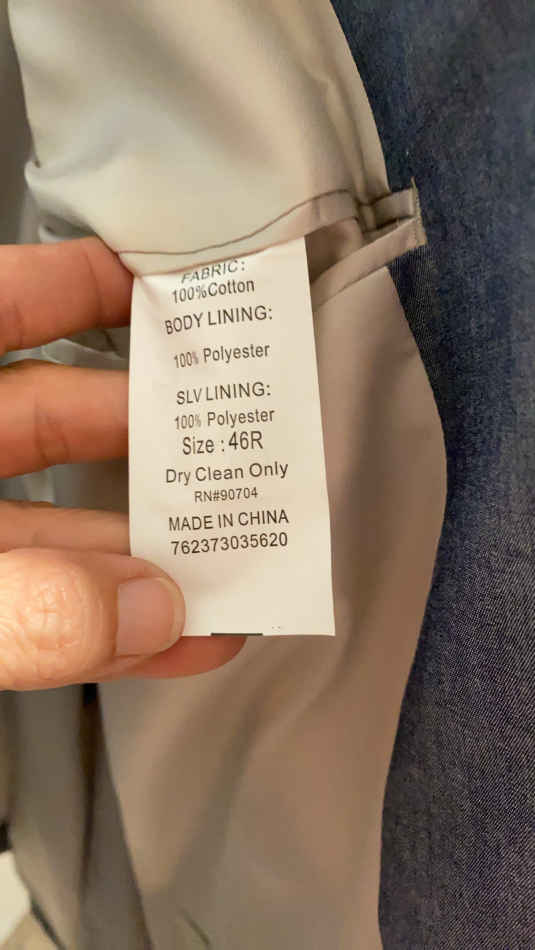 FABRIC:
100%Cotton
BODY LINING:
100% Polyester
SLV LINING:
100% Polyester
Size : 46R
Dry Clean Only
RN#90704
MADE IN CHINA
762373035620